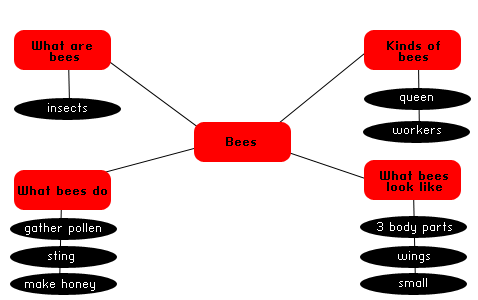 What are
bees
insects
Kinds of
bees
queen
workers
Bees
What bees do
gather pollen
sting
make honey
What bees
look like
3 body parts
wings
small